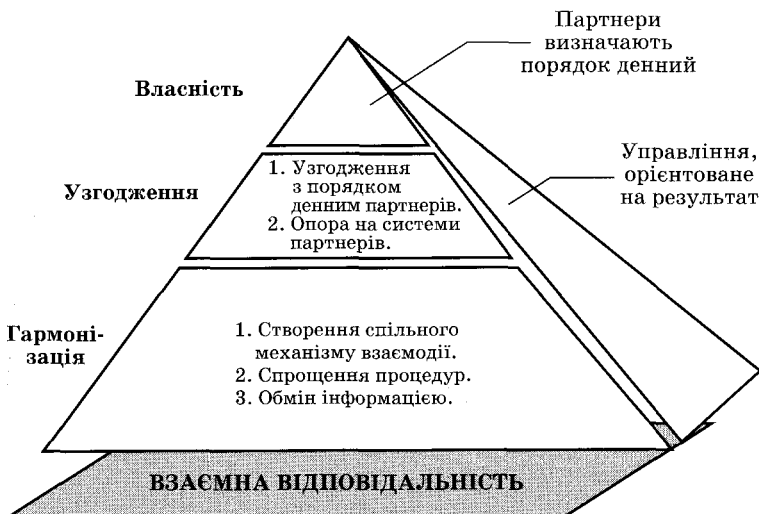 Партнери
визначають
порядок денний
Власність
Управління,
орієнтоване
на результат
Узгодження
1. Узгодження
з порядком
денним партнерів.
2. Опора на системи
партнерів.
Гармоні-
зація
1. Створення спільного
механізму взаємодії.
2. Спрощення процедур.
3. Обмін інформацією.
ВЗАЄМНА ВІДПОВІДАЛЬНІСТЬ